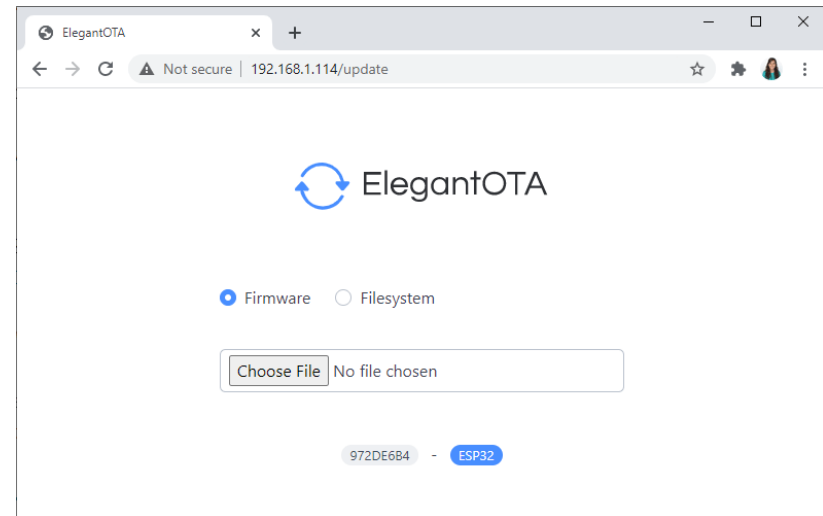 ElegantOTA
Not secure | 192.168.1.114/update
ElegantOTA
Firmware Filesystem
Choose File No file chosen
972DE6B4 - ESP32